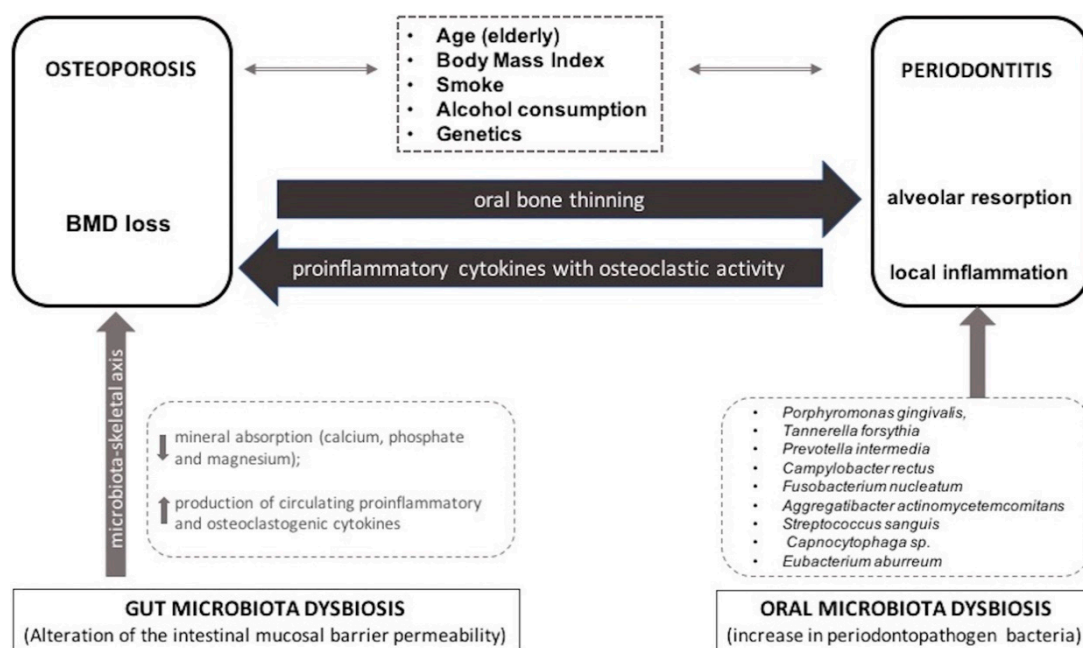 OSTEOPOROSIS
BMD loss
• Age (elderly)
• Body Mass Index
• Smoke
• Alcohol consumption
• Genetics
PERIODONTITIS
alveolar resorption
local inflammation
oral bone thinning
proinflammatory cytokines with osteoclastic activity
microbiota-skeletal axis
mineral absorption (calcium, phosphate
and magnesium);
production of circulating proinflammatory
and osteoclastogenic cytokines
• Porphyromonas gingivalis,
• Tannerella forsythia
• Prevotella intermedia
• Campylobacter rectus
• Fusobacterium nucleatum
• Aggregatibacter actinomycetemcomitans
• Streptococcus sanguis
• Capnocytophaga sp.
• Eubacterium aburreum
GUT MICROBIOTA DYSBIOSIS
(Alteration of the intestinal mucosal barrier permeability)
ORAL MICROBIOTA DYSBIOSIS
(increase in periodontopathogen bacteria)